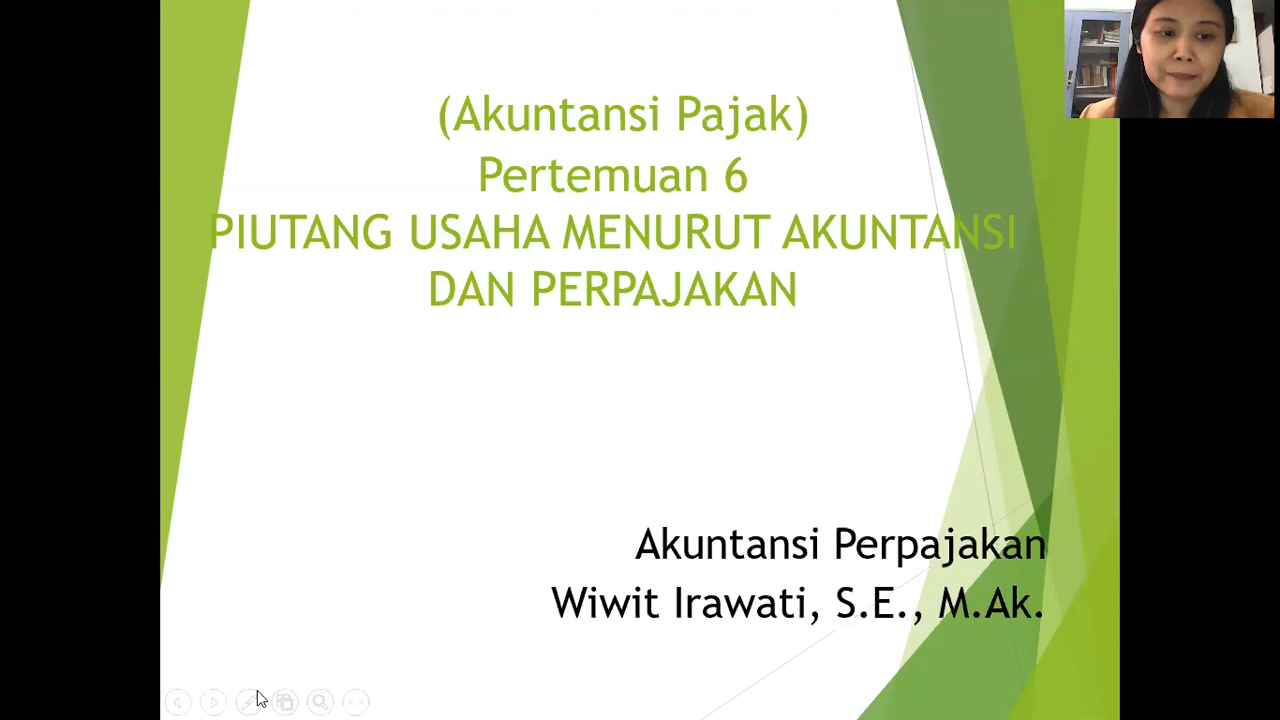 (Akuntansi Pajak)
Pertemuan 6
PIUTANG USAHA MENURUT AKUNTANSI
DAN PERPAJAKAN
Akuntansi Perpajakan
Wiwit Irawati, S.E., M.Ak.